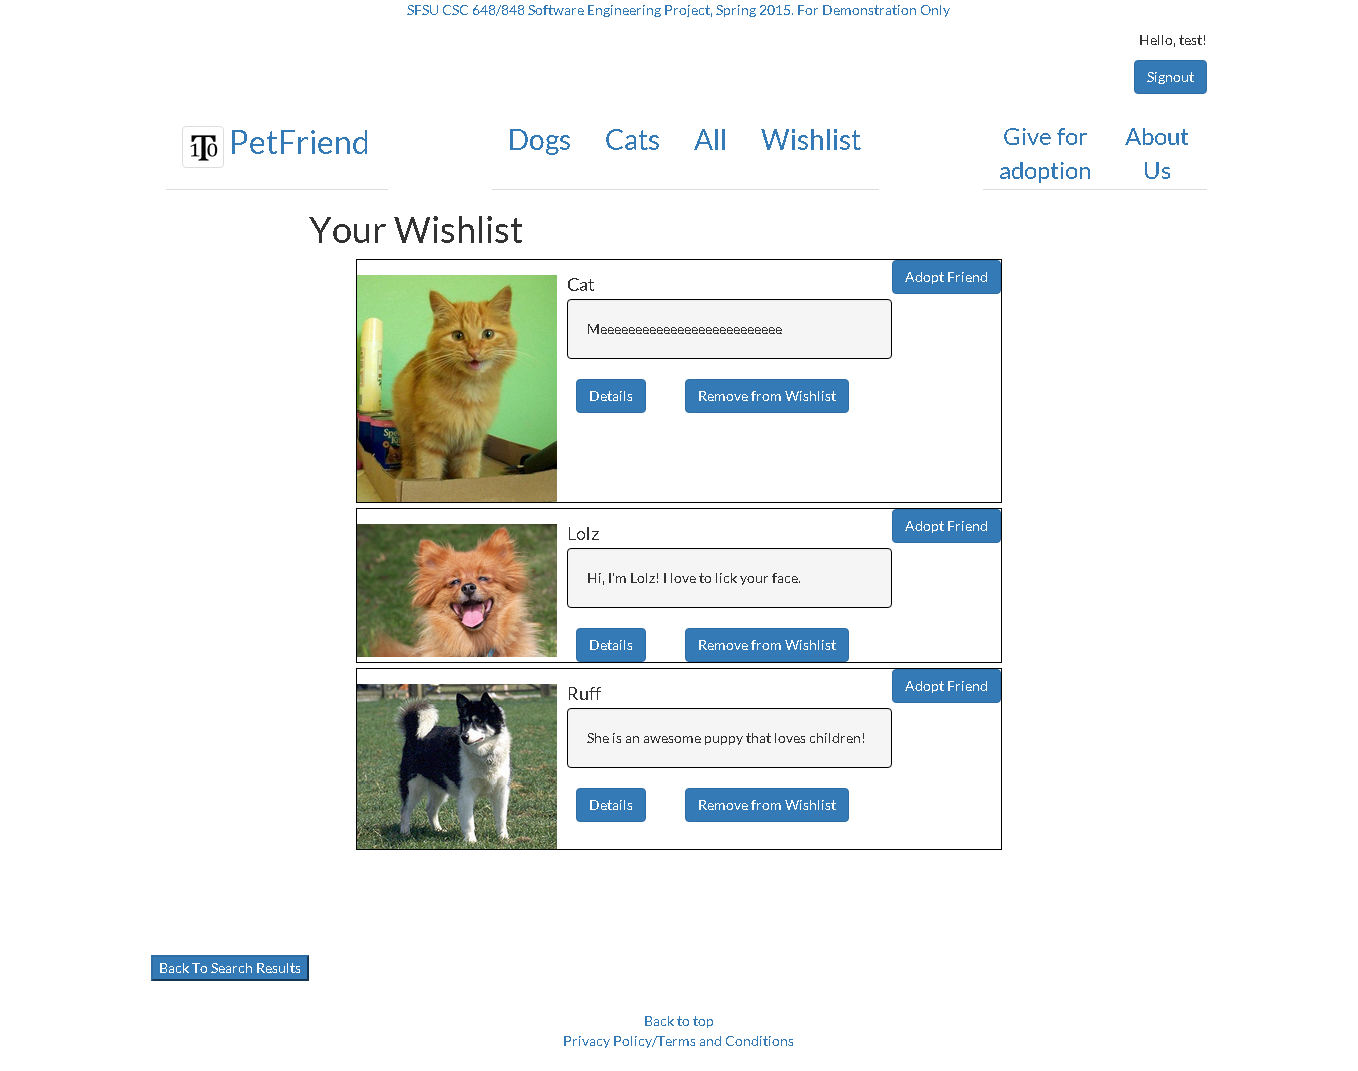 SFSU CSC 648/848 Software Engineering Project, Spring 2015. For Demonstration Only
Hello, test!
Signout
PetFriend
Dogs Cats All Wishlist
Give for
adoption
About
Us
Your Wishlist
Cat
Adopt Friend
Meeeeeeeeeeeeeeeeeeeeeeeeee
Details Remove from Wishlist
Lolz
Adopt Friend
Hi, I'm Lolz! I love to lick your face.
Details Remove from Wishlist
Ruff
Adopt Friend
She is an awesome puppy that loves children!
Details Remove from Wishlist
Back To Search Results
Back to top
Privacy Policy/Terms and Conditions